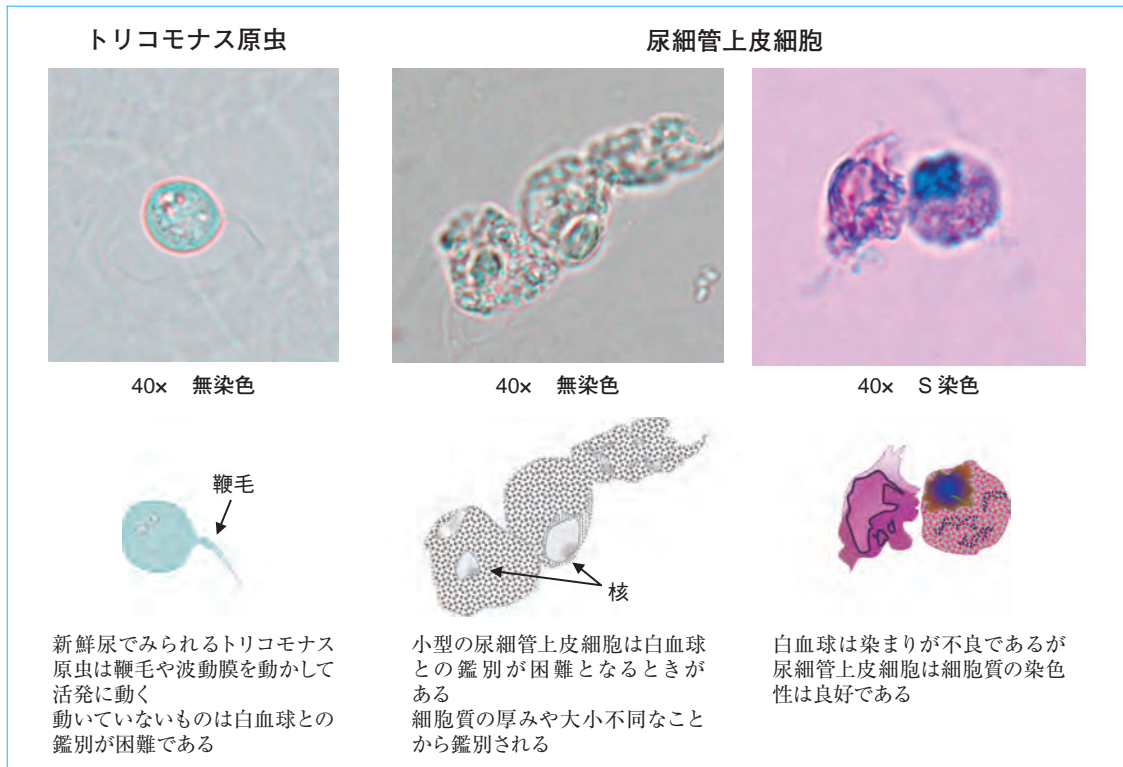 トリコモナス原虫
尿細管上皮細胞
40× 無染色
40× 無染色
40× S 染色
鞭毛
核
新鮮尿でみられるトリコモナス
原虫は鞭毛や波動膜を動かして
活発に動く
動いていないものは白血球との
鑑別が困難である
小型の尿細管上皮細胞は白血球
との鑑別が困難となるときが
ある
細胞質の厚みや大小不同なこと
から鑑別される
白血球は染まりが不良であるが
尿細管上皮細胞は細胞質の染色
性は良好である